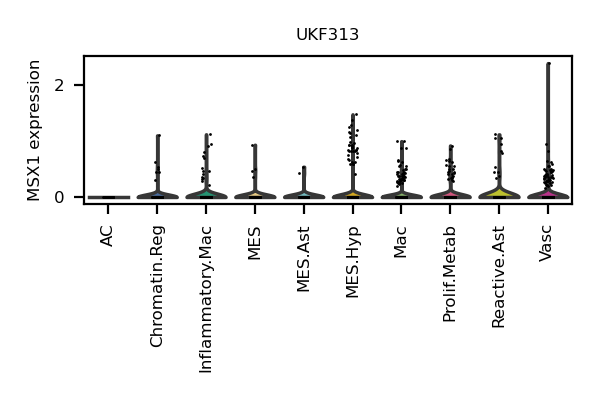 UKF313
MSX1 expression
2
0
AC
Chromatin.Reg
Inflammatory.Mac
MES
MES.Ast
MES.Hyp
Mac
Prolif.Metab
Reactive.Ast
Vasc